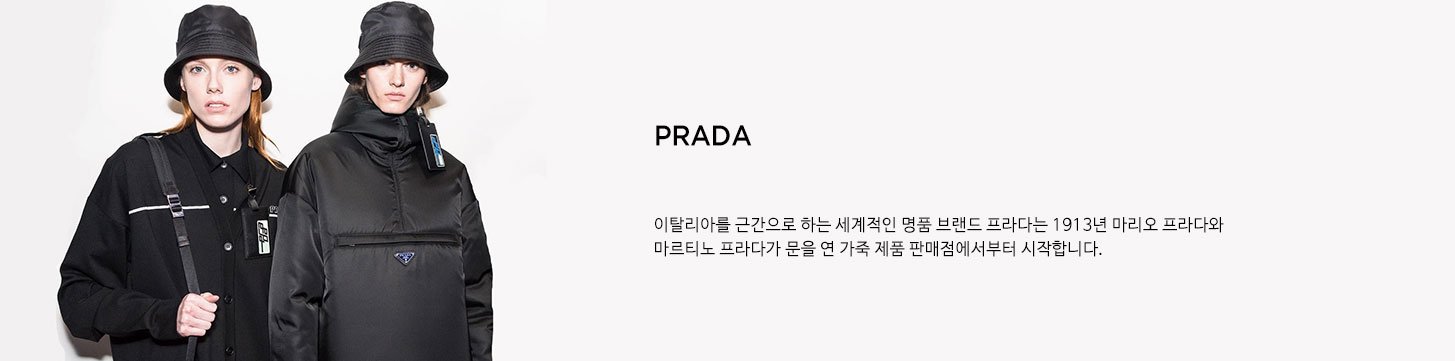 PRADA
이탈리아를 근간으로 하는 세계적인 명품 브랜드 프라다는 1913년 마리오 프라다와
마르티노 프라다가 문을 연 가죽 제품 판매점에서부터 시작합니다.